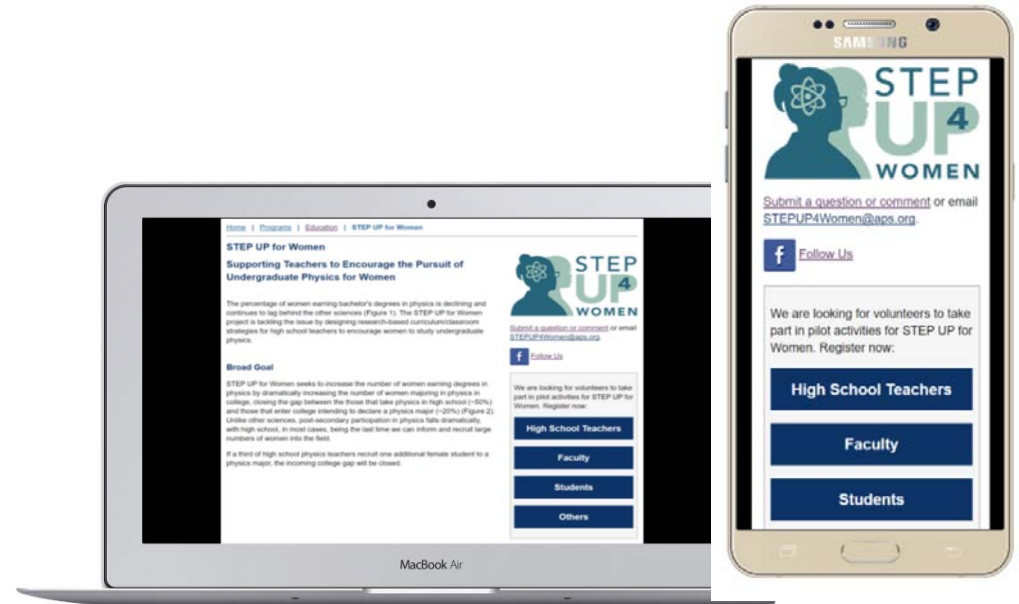 Home | Programs | Education | STEP UP for Women
STEP UP for Women
Supporting Teachers to Encourage the Pursuit of
Undergraduate Physics for Women
The percentage of women earning bachelor's degrees in physics is declining and
continues to lag behind the other sciences (Figure 1). The STEP UP for Women
project is tackling the issue by designing research-based curriculum/classroom
strategies for high school teachers to encourage women to study undergraduate
physics.
Broad Goal
STEP UP for Women seeks to increase the number of women earning degrees in
physics by dramatically increasing the number of women majoring in physics in
college, closing the gap between the those that take physics in high school (~50%)
and those that enter college intending to declare a physics major (~20%) (Figure 2).
Unlike other sciences, post-secondary participation in physics falls dramatically,
with high school, in most cases, being the last time we can inform and recruit large
numbers of women into the field.
If a third of high school physics teachers recruit one additional female student to a
physics major, the incoming college gap will be closed.
STEP
UP4
WOMEN
Submit a question or comment or email
STEPUP4Women@aps.org.
f Follow Us
We are looking for volunteers to take
part in pilot activities for STEP UP for
Women. Register now:
High School Teachers
Faculty
Students
Others
MacBook Air
SAMSUNG
STEP
UP4
WOMEN
Submit a question or comment or email
STEPUP4Women@aps.org.
f Follow Us
We are looking for volunteers to take
part in pilot activities for STEP UP for
Women. Register now:
High School Teachers
Faculty
Students